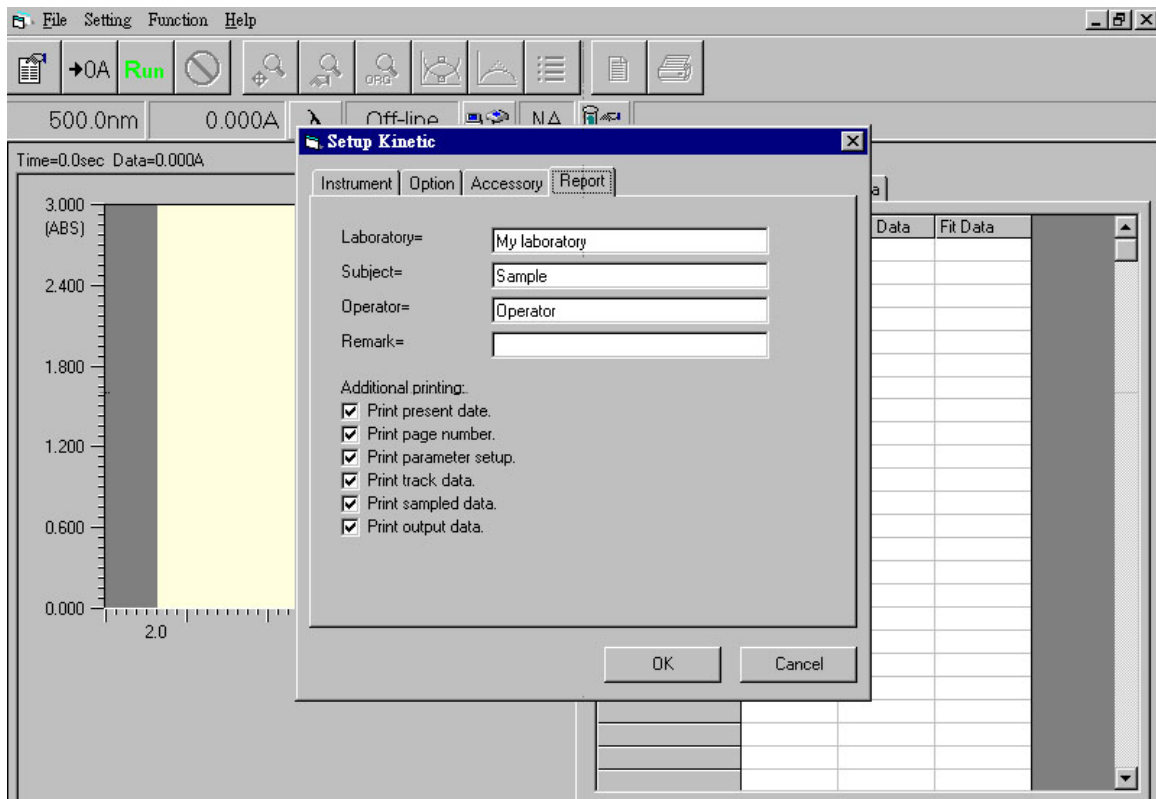 File Setting Function Help
→0A Run ORG
500.0nm 0.000A λ Off-line NA
Setup Kinetic
Time=0.0sec Data=0.000A
Instrument Option Accessory Report
3.000
(ABS)
2.400
1.800
1.200
0.600
0.000
2.0
Laboratory= My laboratory
Subject= Sample
Operator= Operator
Remark=
Additional printing:.
Print present date.
Print page number.
Print parameter setup.
Print track data.
Print sampled data.
Print output data.
OK Cancel
Data Fit Data